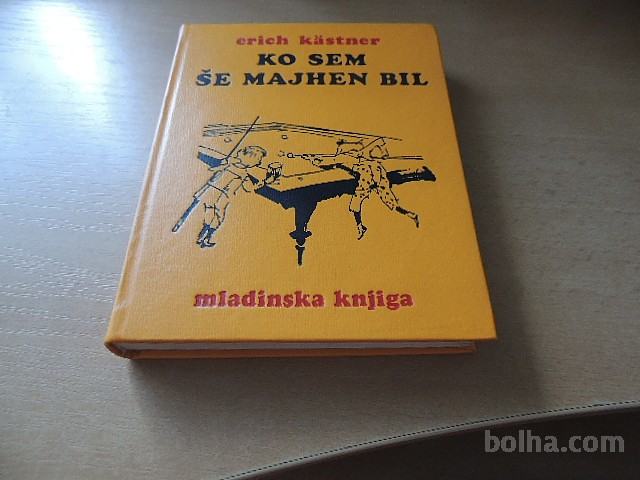 erich kästner
KO SEM
ŠE MAJHEN BIL
mladinska knjiga
bolha.com